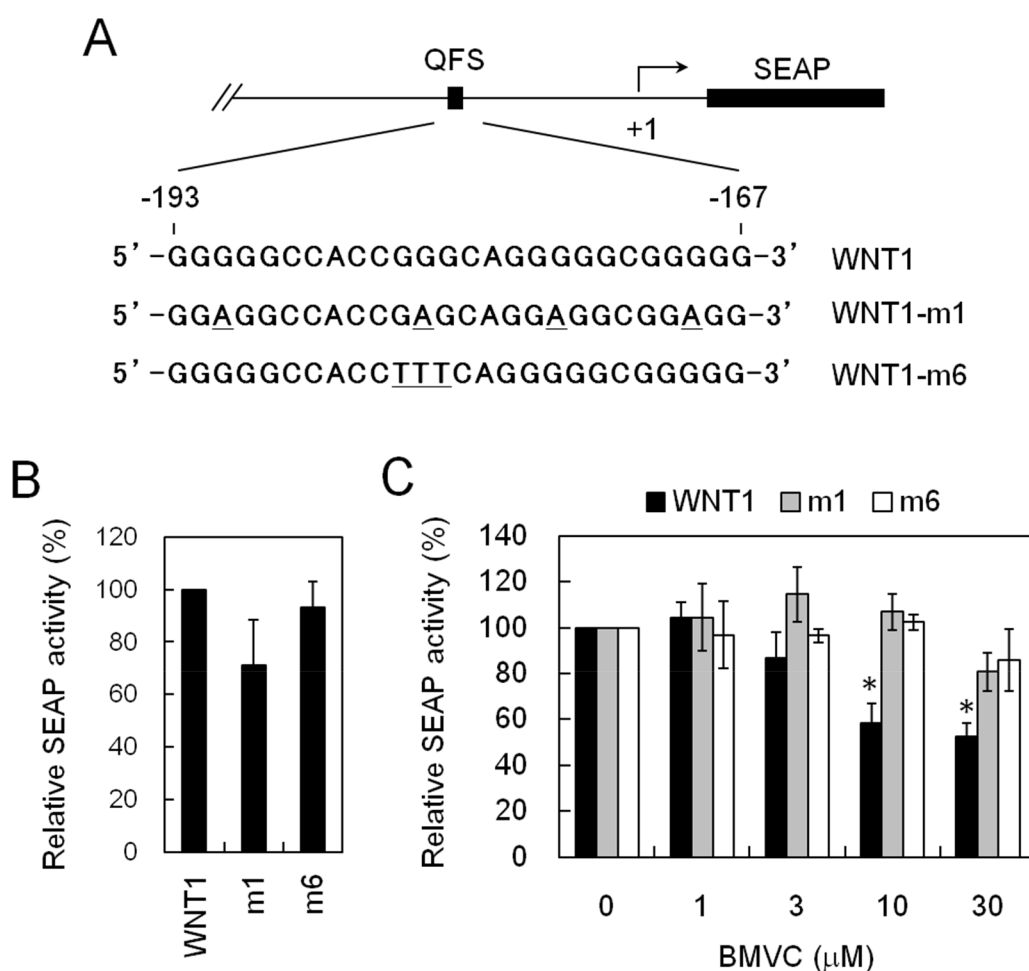 A
QFS
SEAP
+1
-193
-167
5’-GGGGGCCACCGGGCAGGGGGCGGGGG-3’ WNT1
5’-GGAGGCCACCGAGCAGGAGGCGGAGG-3’ WNT1-m1
5’-GGGGGCCACCTTTCAGGGGGCGGGGG-3’ WNT1-m6
B
Relative SEAP activity (%)
120
100
80
60
40
20
0
WNT1
m1
m6
C
WNT1 m1 m6
Relative SEAP activity (%)
140
120
100
80
60
40
20
0
*
*
0 1 3 10 30
BMVC (μM)